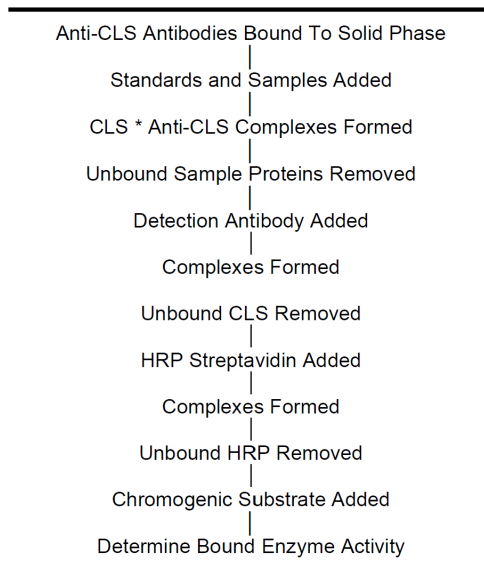 Anti-CLS Antibodies Bound To Solid Phase
Standards and Samples Added
CLS * Anti-CLS Complexes Formed
Unbound Sample Proteins Removed
Detection Antibody Added
Complexes Formed
Unbound CLS Removed
HRP Streptavidin Added
Complexes Formed
Unbound HRP Removed
Chromogenic Substrate Added
Determine Bound Enzyme Activity